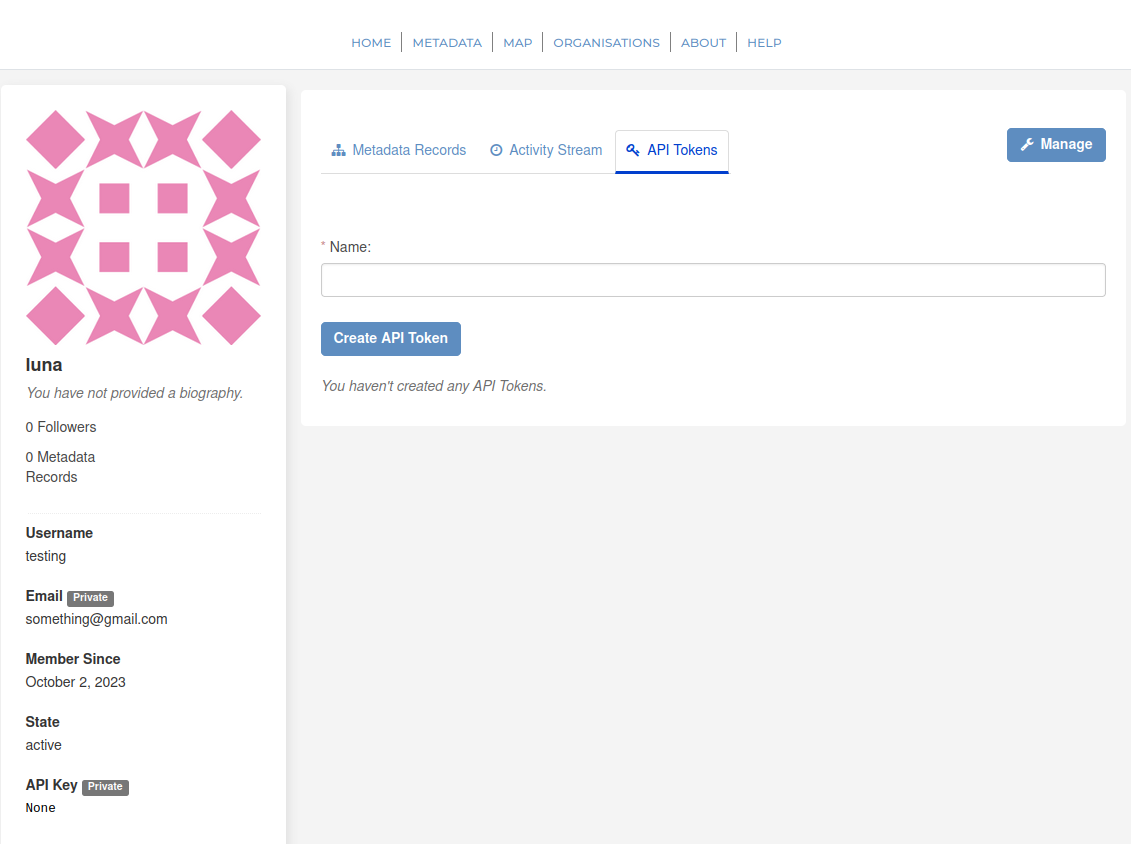 HOME METADATA MAP ORGANISATIONS ABOUT HELP
luna
You have not provided a biography.
0 Followers
0 Metadata
Records
Username
testing
Email Private
something@gmail.com
Member Since
October 2, 2023
State
active
API Key Private
None
Metadata Records Activity Stream API Tokens Manage
* Name:
Create API Token
You haven't created any API Tokens.